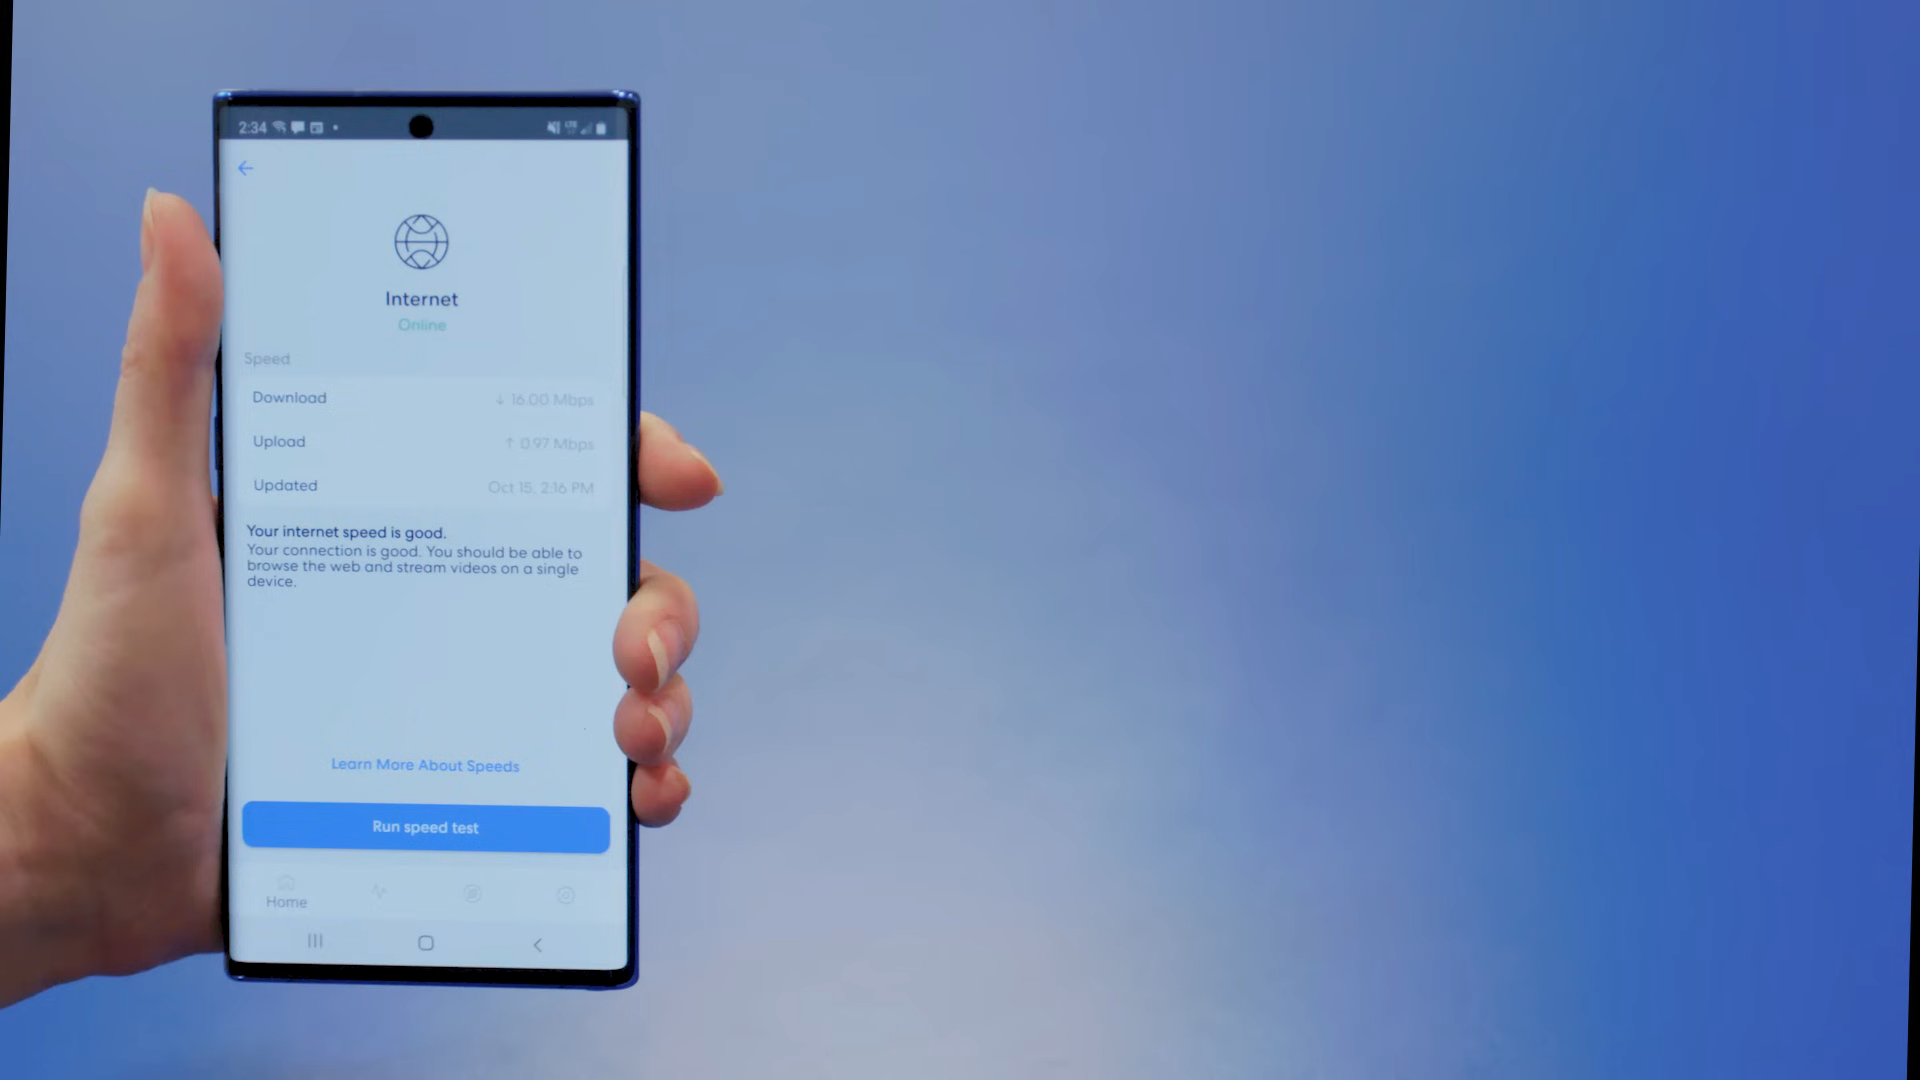 2:34
Internet
Online
Speed
Download ↓ 16.00 Mbps
Upload ↑ 0.97 Mbps
Updated Oct 15, 2:16 PM
Your internet speed is good.
Your connection is good. You should be able to
browse the web and stream videos on a single
device.
Learn More About Speeds
Run speed test
Home